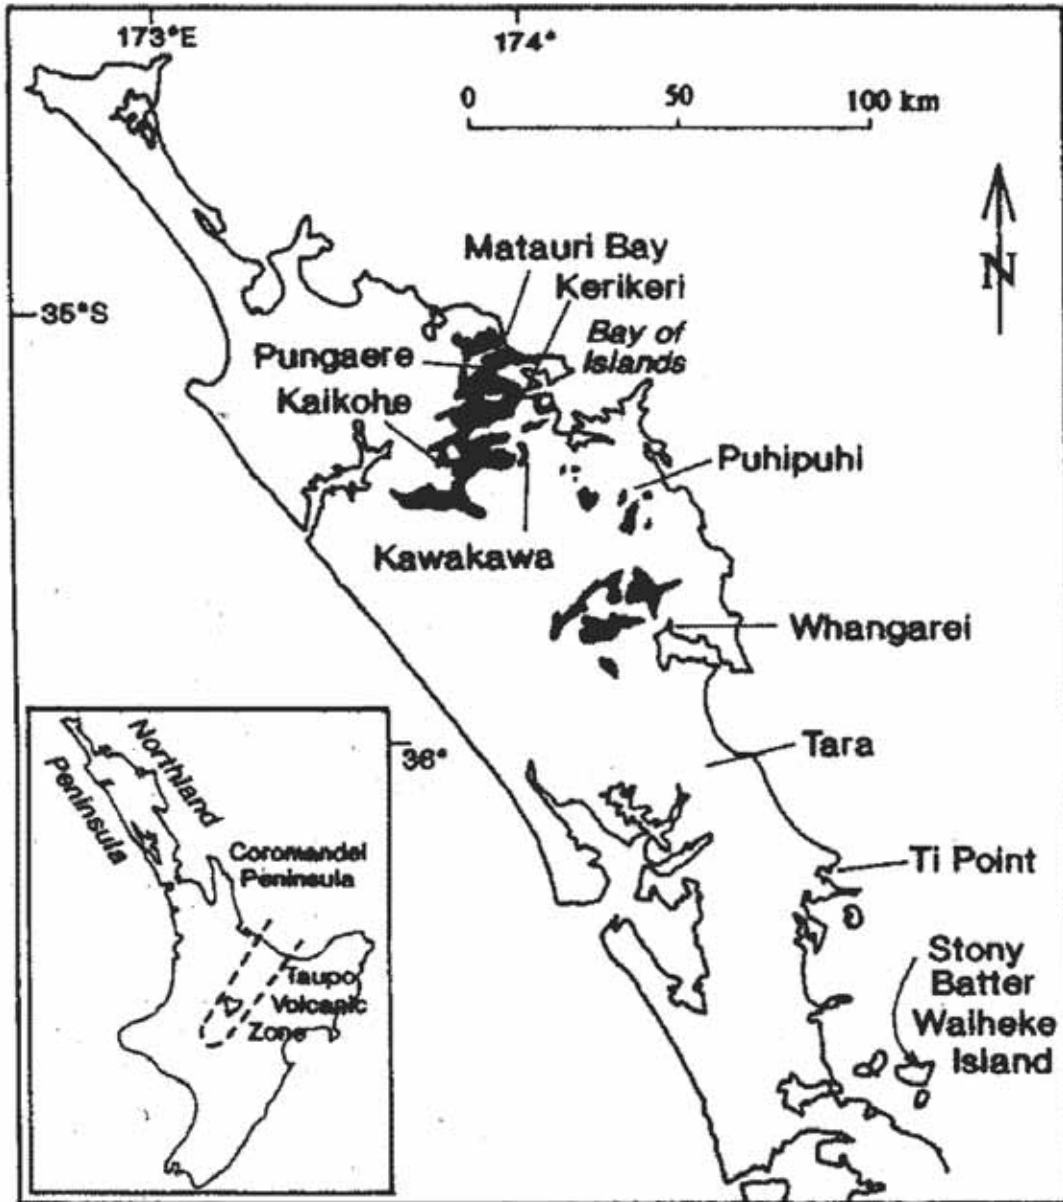 173°E
174°
0 50 100 km
N
Matauri Bay
Kerikeri
35°S
Bay of
Islands
Pungaere
Kaikohe
Puhipuhi
Kawakawa
Whangarei
36°
Tara
Ti Point
Stony
Batter
Waiheke
Island
Northland
Peninsula
Coromandel
Peninsula
Taupo
Volcanic
Zone